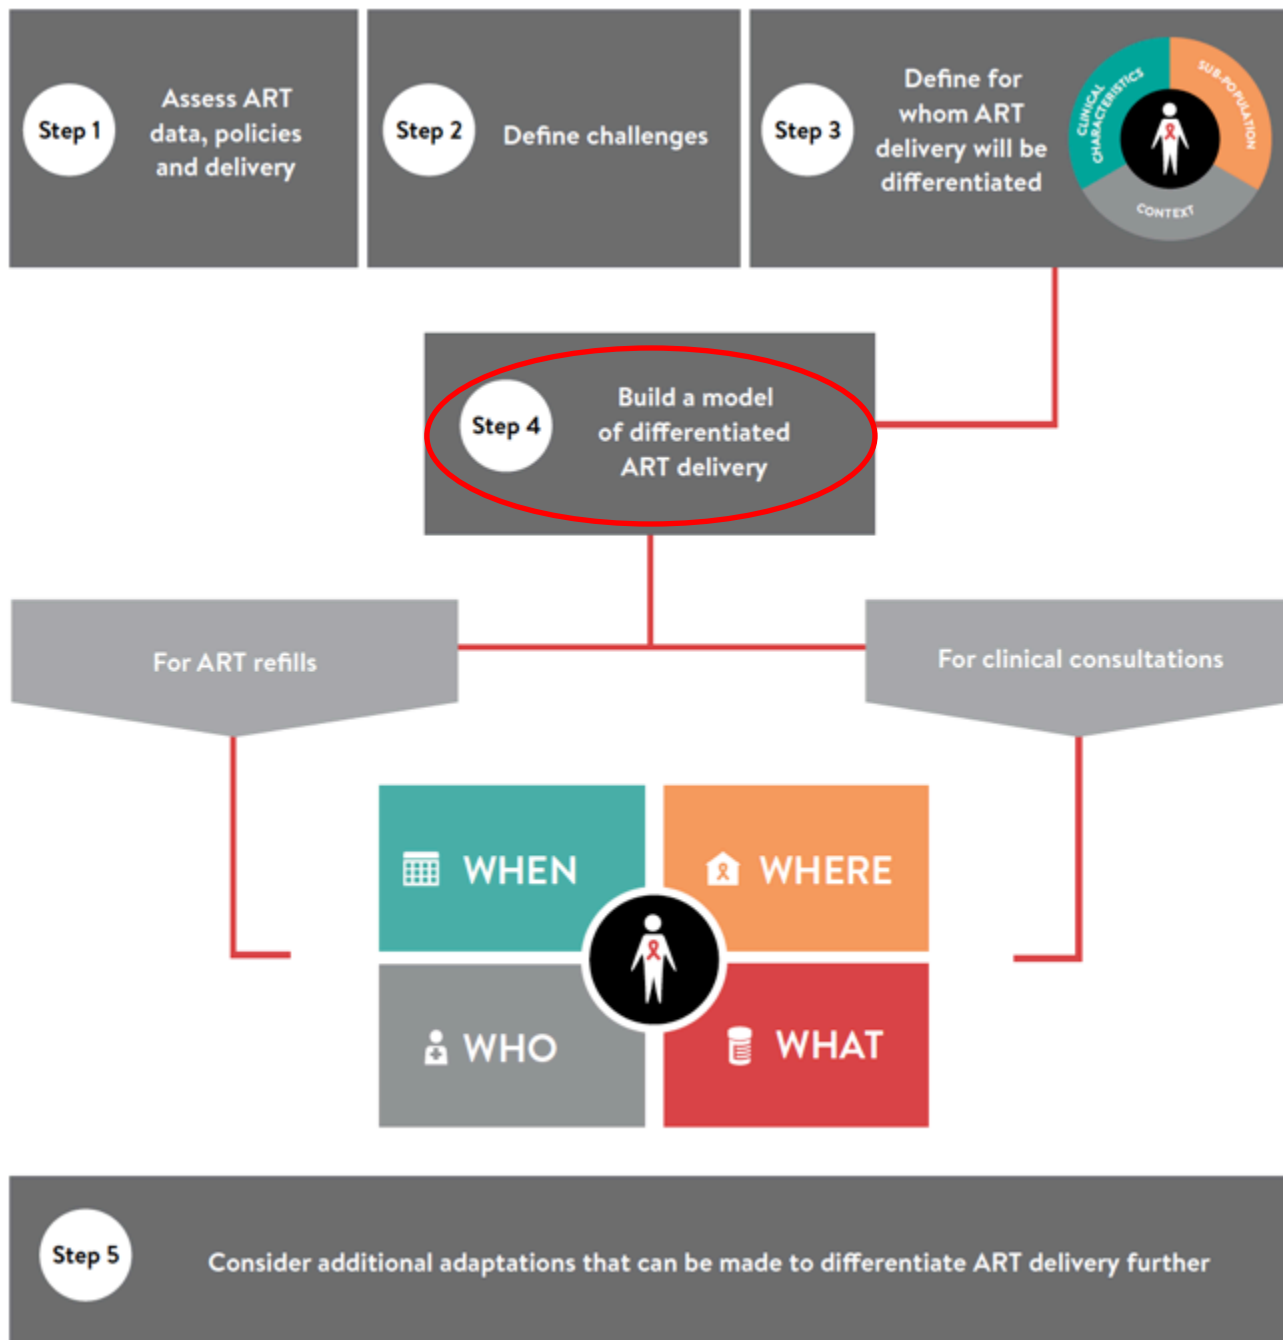 Step 1
Assess ART
data, policies
and delivery
Step 2
Define challenges
Step 3
Define for
whom ART
delivery will be
differentiated
CLINICAL
CHARACTERISTICS
SUB-POPULATION
CONTEXT
Step 4
Build a model
of differentiated
ART delivery
For ART refills
For clinical consultations
WHEN
WHERE
WHO
WHAT
Step 5
Consider additional adaptations that can be made to differentiate ART delivery further